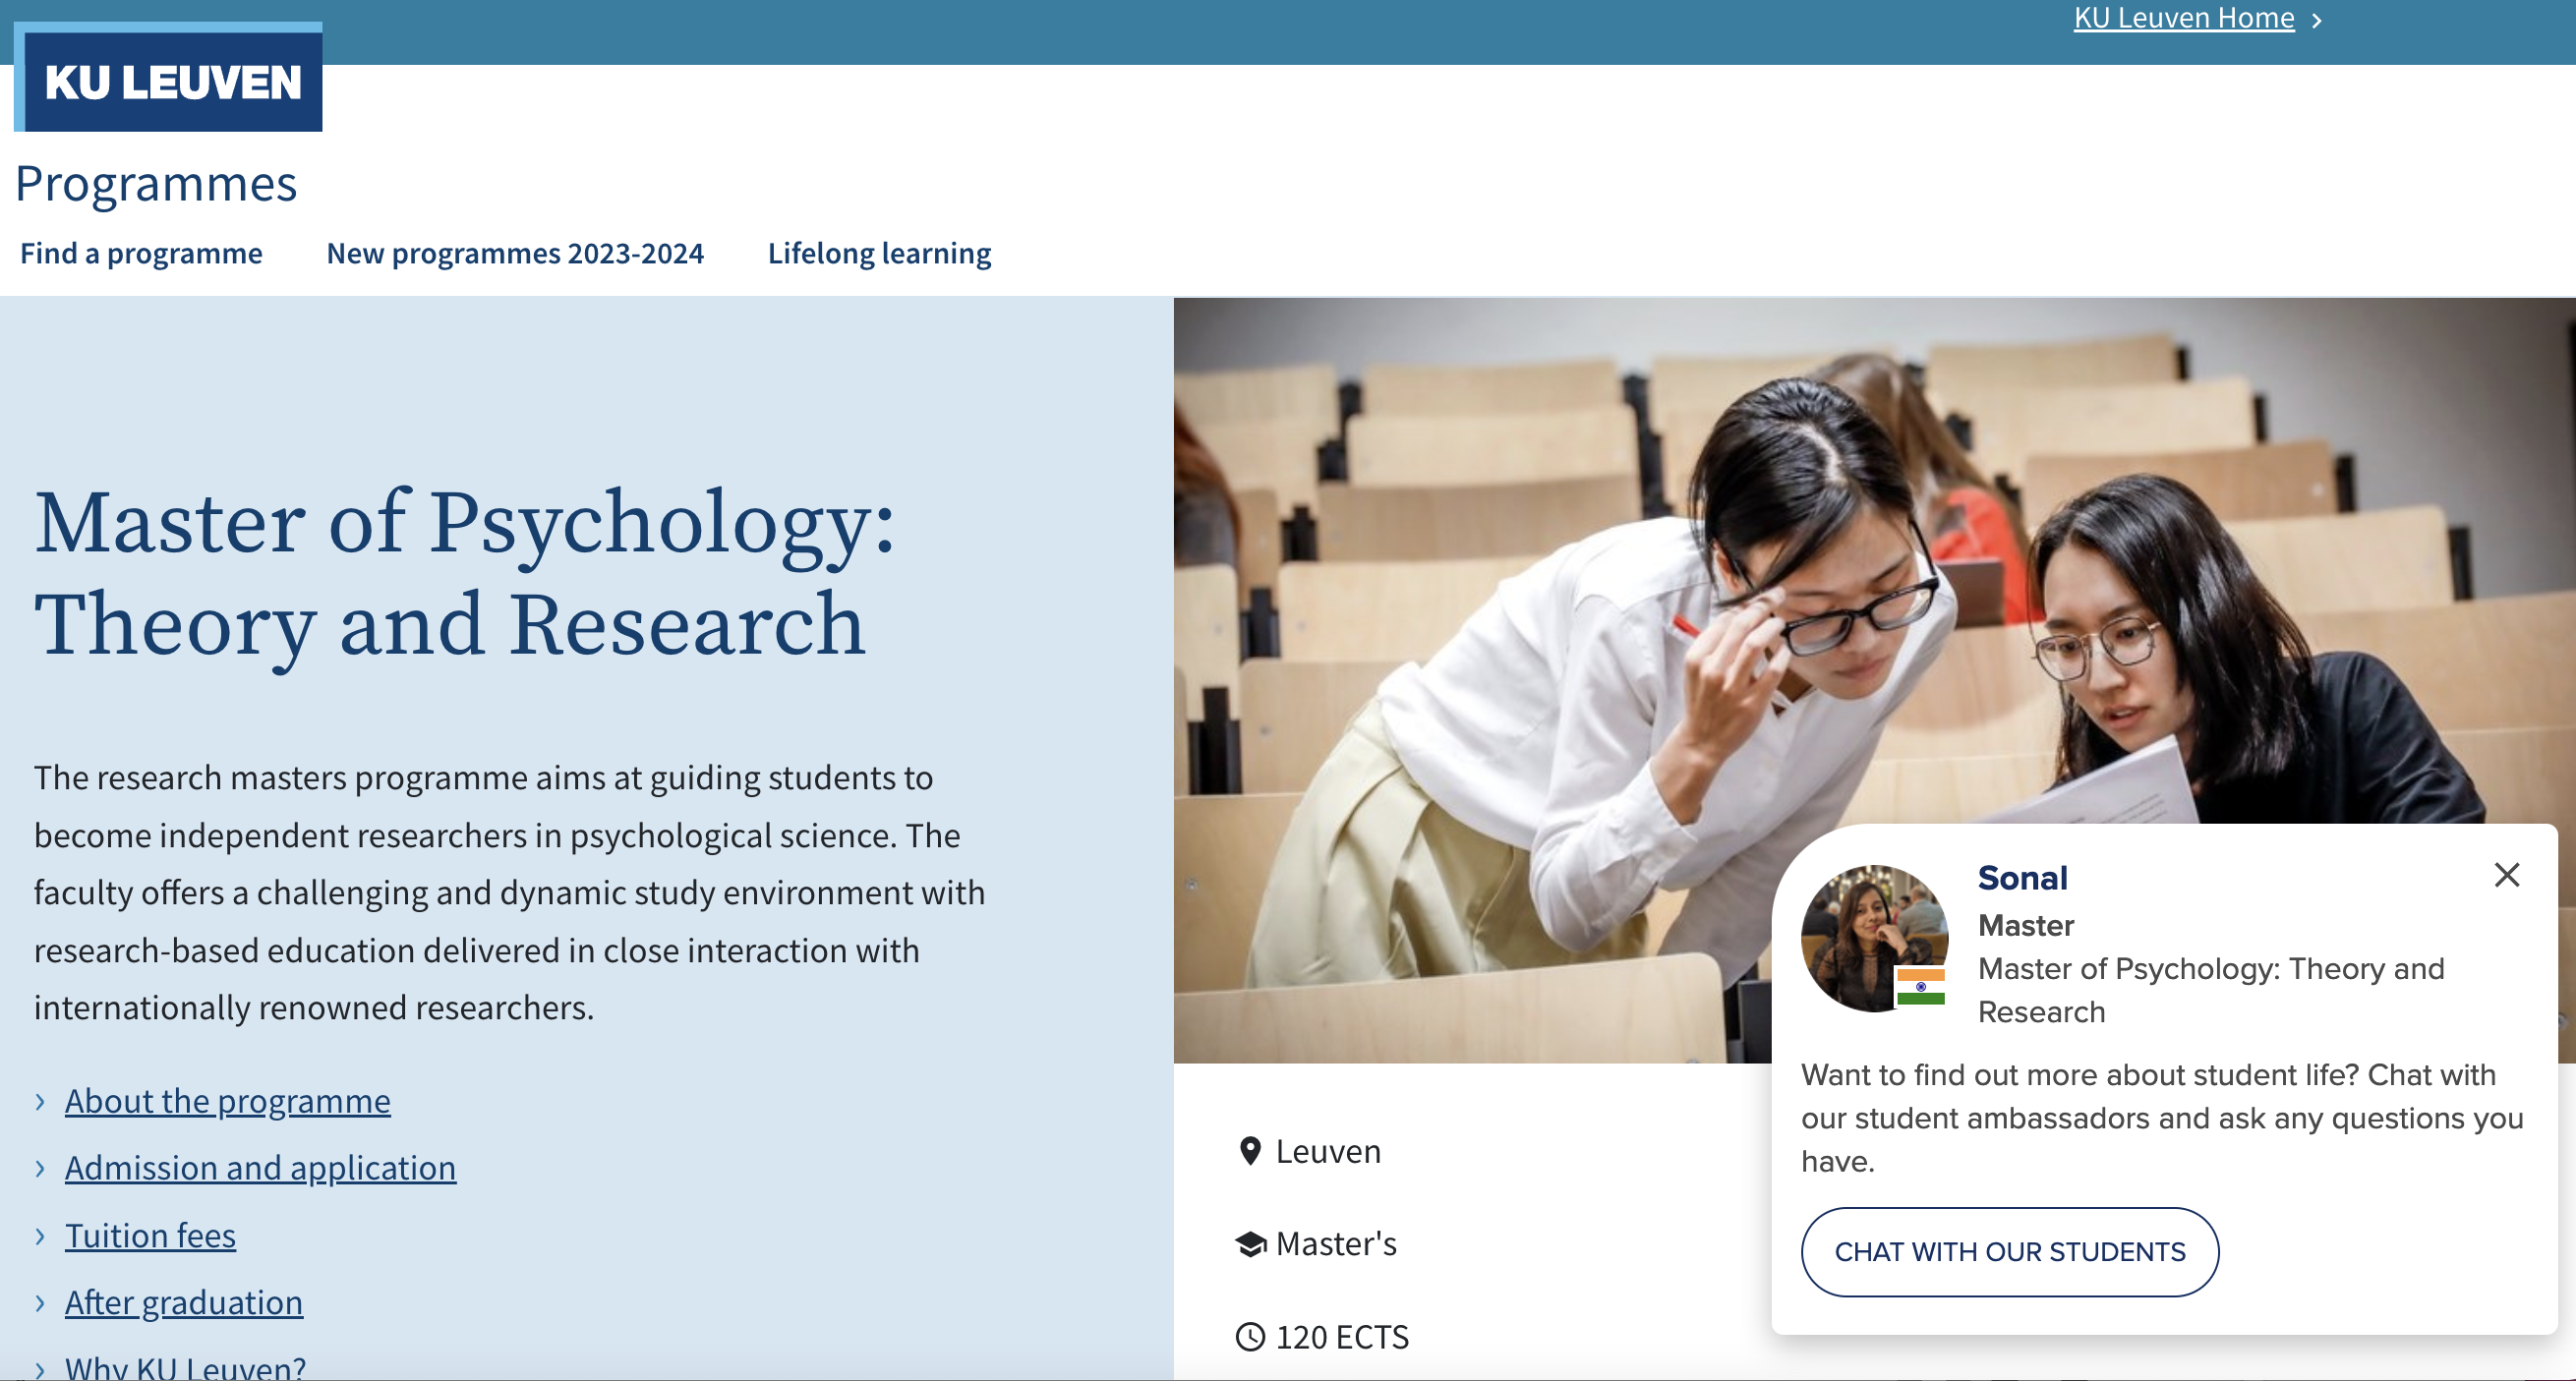 KU Leuven Home
KU LEUVEN
Programmes
Find a programme
New programmes 2023-2024
Lifelong learning
Master of Psychology:
Theory and Research
The research masters programme aims at guiding students to
become independent researchers in psychological science. The
faculty offers a challenging and dynamic study environment with
research-based education delivered in close interaction with
internationally renowned researchers.
About the programme
Admission and application
Tuition fees
After graduation
Why KU Leuven?
Leuven
Master's
120 ECTS
Sonal
Master
Master of Psychology: Theory and
Research
Want to find out more about student life? Chat with
our student ambassadors and ask any questions you
have.
CHAT WITH OUR STUDENTS